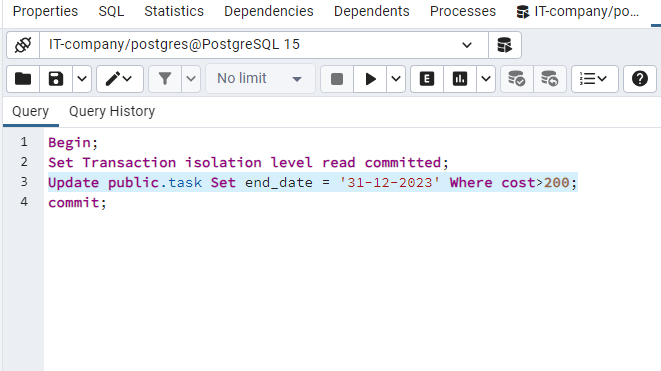 Properties SQL Statistics Dependencies Dependents Processes IT-company/po...
IT-company/postgres@PostgreSQL 15
No limit
E
Query Query History
1 Begin;
2 Set Transaction isolation level read committed;
3 Update public.task Set end_date = '31-12-2023' Where cost>200;
4 commit;